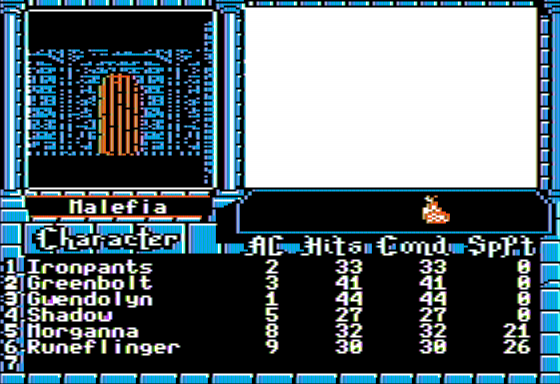 Malefia
Character AC Hits Cond SpPt
1 Ironpants 2 33 33 0
2 Greenbolt 3 41 41 0
3 Gwendolyn 1 44 44 0
4 Shadow 5 27 27 0
5 Morganna 8 32 32 21
6 Runeflinger 9 30 30 26
7